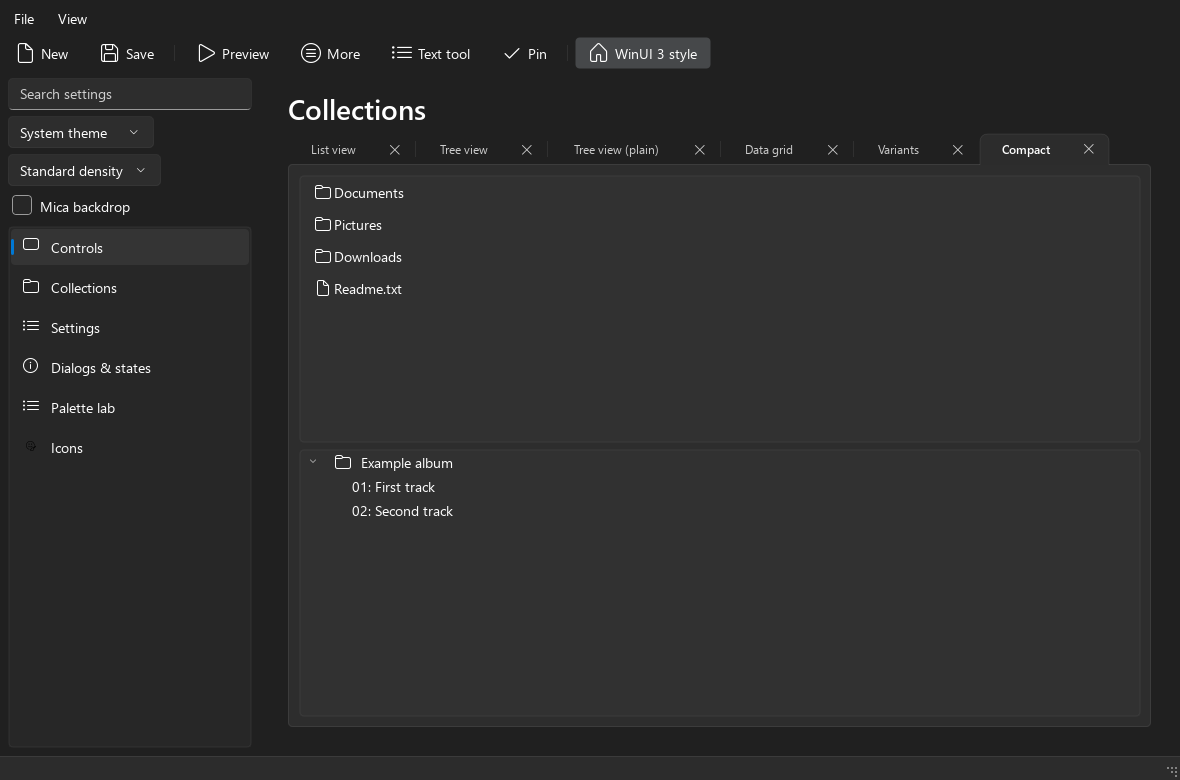 File View
New Save Preview More Text tool Pin WinUI 3 style
Search settings
System theme
Standard density
Mica backdrop
Controls
Collections
Settings
Dialogs & states
Palette lab
Icons
Collections
List view Tree view Tree view (plain) Data grid Variants Compact
Documents
Pictures
Downloads
Readme.txt
Example album
01: First track
02: Second track